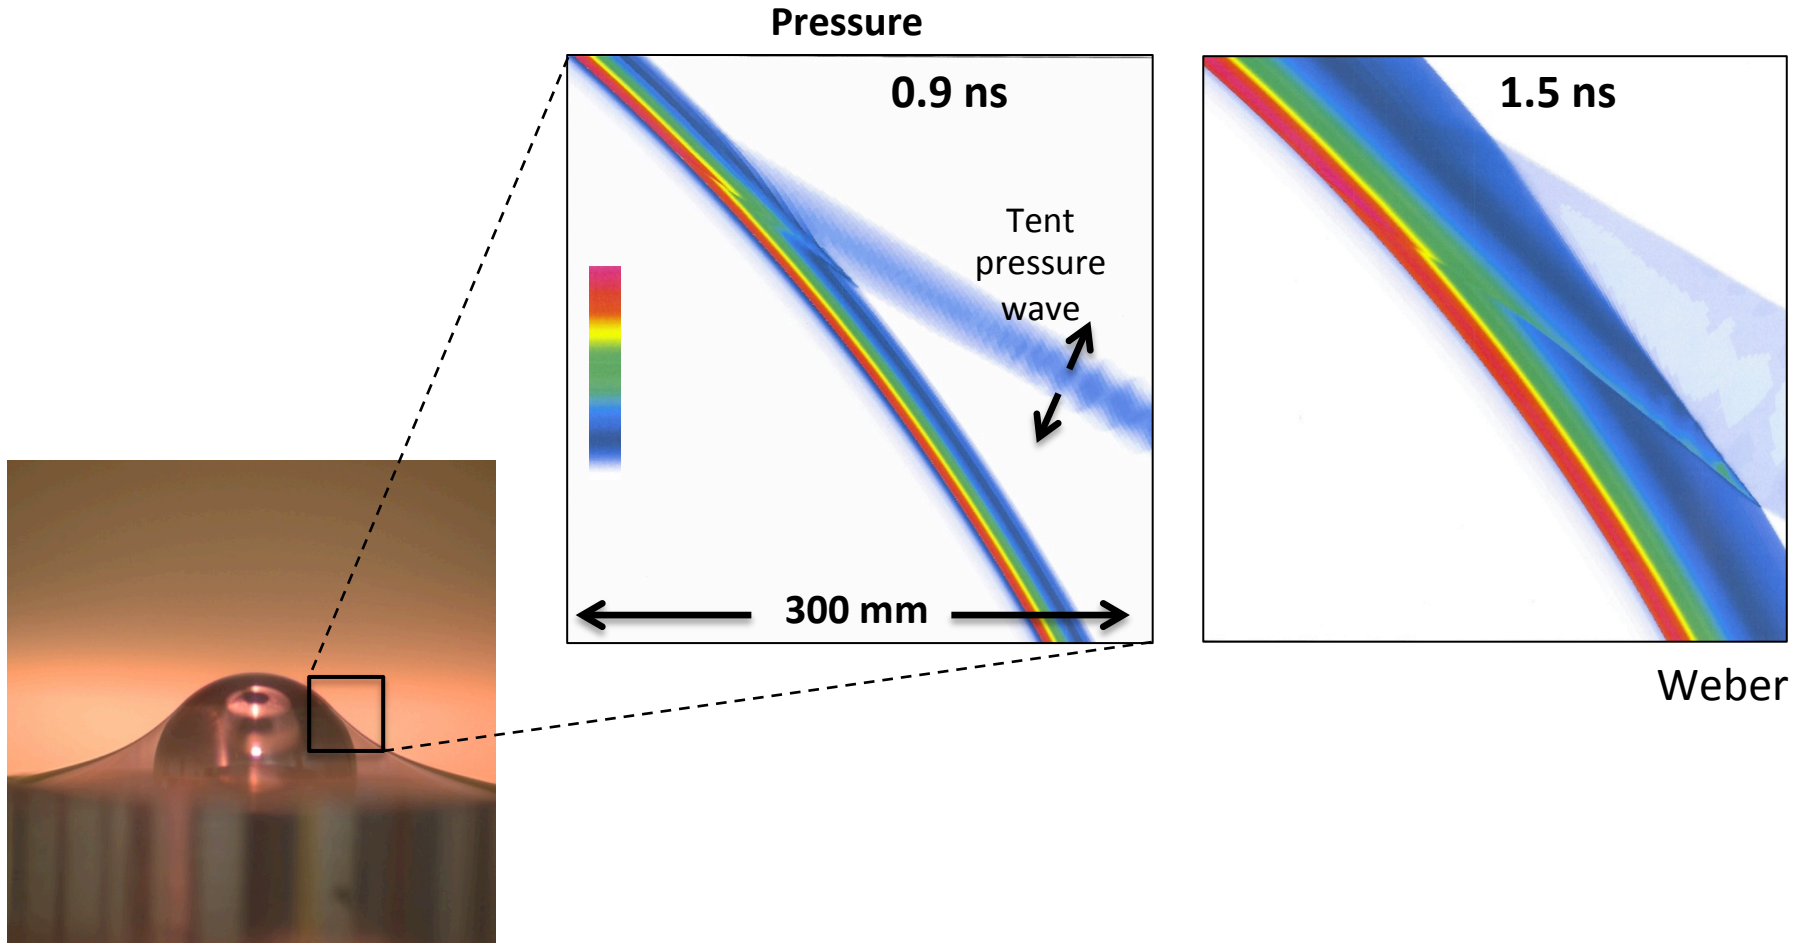 Pressure
0.9 ns
1.5 ns
Tent
pressure
wave
300 mm
Weber